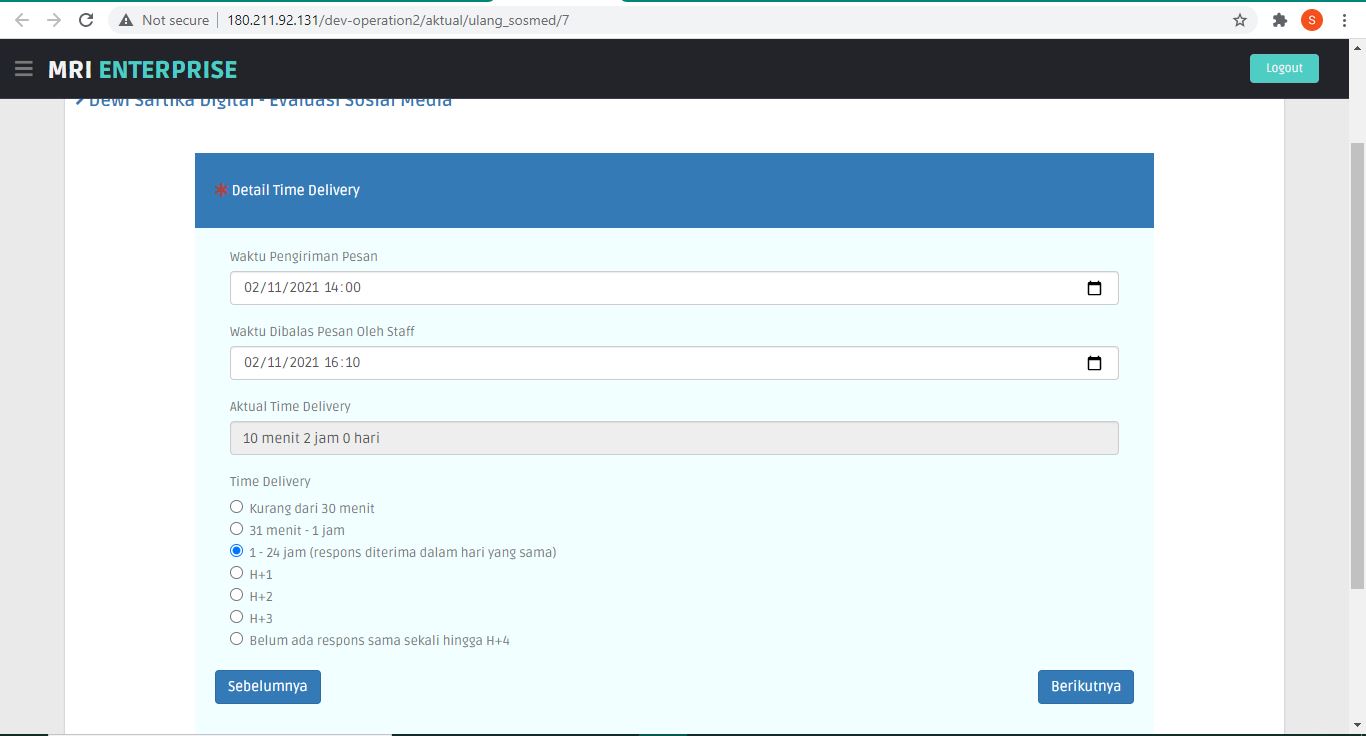 Not secure
180.211.92.131/dev-operation2/aktual/ulang_sosmed/7
S
MRI ENTERPRISE
Logout
Dewi Sartika Digital - Evaluasi Sosial Media
* Detail Time Delivery
Waktu Pengiriman Pesan
02/11/2021 14:00
Waktu Dibalas Pesan Oleh Staff
02/11/2021 16:10
Aktual Time Delivery
10 menit 2 jam 0 hari
Time Delivery
Kurang dari 30 menit
31 menit - 1 jam
1 - 24 jam (respons diterima dalam hari yang sama)
H+1
H+2
H+3
Belum ada respons sama sekali hingga H+4
Sebelumnya
Berikutnya